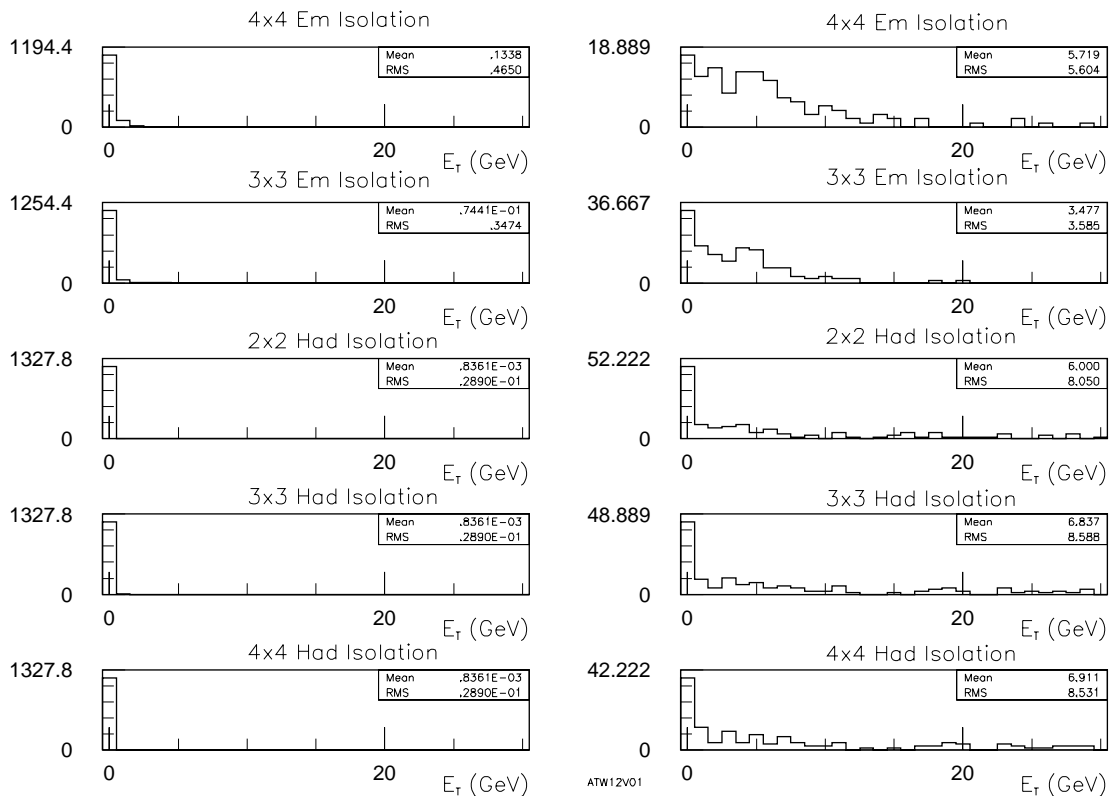 4x4 Em Isolation
1194.4
Mean .1338
RMS .4650
0
0 20
E_T (GeV)
3x3 Em Isolation
1254.4
Mean .7441E-01
RMS .3474
0
0 20
E_T (GeV)
2x2 Had Isolation
1327.8
Mean .8361E-03
RMS .2890E-01
0
0 20
E_T (GeV)
3x3 Had Isolation
1327.8
Mean .8361E-03
RMS .2890E-01
0
0 20
E_T (GeV)
4x4 Had Isolation
1327.8
Mean .8361E-03
RMS .2890E-01
0
0 20
E_T (GeV)
4x4 Em Isolation
18.889
Mean 5.719
RMS 5.604
0
0 20
E_T (GeV)
3x3 Em Isolation
36.667
Mean 3.477
RMS 3.585
0
0 20
E_T (GeV)
2x2 Had Isolation
52.222
Mean 6.000
RMS 8.050
0
0 20
E_T (GeV)
3x3 Had Isolation
48.889
Mean 6.837
RMS 8.588
0
0 20
E_T (GeV)
4x4 Had Isolation
42.222
Mean 6.911
RMS 8.531
0
0 20
E_T (GeV)
ATW12V01